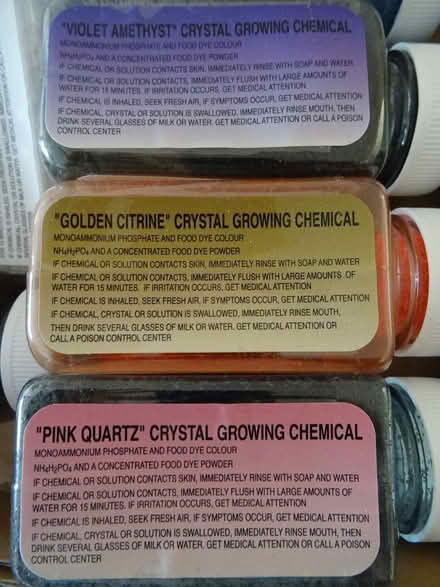 "VIOLET AMETHYST" CRYSTAL GROWING CHEMICAL
MONOAMMONIUM PHOSPHATE AND FOOD DYE COLOUR
NH₄H₂PO₄ AND A CONCENTRATED FOOD DYE POWDER
IF CHEMICAL OR SOLUTION CONTACTS SKIN, IMMEDIATELY RINSE WITH SOAP AND WATER
IF CHEMICAL OR SOLUTION CONTACTS, IMMEDIATELY FLUSH WITH LARGE AMOUNTS OF
WATER FOR 15 MINUTES. IF IRRITATION OCCURS, GET MEDICAL ATTENTION
IF CHEMICAL IS INHALED, SEEK FRESH AIR, IF SYMPTOMS OCCUR, GET MEDICAL ATTENTION
IF CHEMICAL, CRYSTAL OR SOLUTION IS SWALLOWED, IMMEDIATELY RINSE MOUTH, THEN
DRINK SEVERAL GLASSES OF MILK OR WATER. GET MEDICAL ATTENTION OR CALL A POISON
CONTROL CENTER
"GOLDEN CITRINE" CRYSTAL GROWING CHEMICAL
MONOAMMONIUM PHOSPHATE AND FOOD DYE COLOUR
NH₄H₂PO₄ AND A CONCENTRATED FOOD DYE POWDER
IF CHEMICAL OR SOLUTION CONTACTS SKIN, IMMEDIATELY RINSE WITH SOAP AND WATER
IF CHEMICAL OR SOLUTION CONTACTS, IMMEDIATELY FLUSH WITH LARGE AMOUNTS OF
WATER FOR 15 MINUTES. IF IRRITATION OCCURS, GET MEDICAL ATTENTION
IF CHEMICAL IS INHALED, SEEK FRESH AIR, IF SYMPTOMS OCCUR, GET MEDICAL ATTENTION
IF CHEMICAL, CRYSTAL OR SOLUTION IS SWALLOWED, IMMEDIATELY RINSE MOUTH,
THEN DRINK SEVERAL GLASSES OF MILK OR WATER. GET MEDICAL ATTENTION OR
CALL A POISON CONTROL CENTER
"PINK QUARTZ" CRYSTAL GROWING CHEMICAL
MONOAMMONIUM PHOSPHATE AND FOOD DYE COLOUR
NH₄H₂PO₄ AND A CONCENTRATED FOOD DYE POWDER
IF CHEMICAL OR SOLUTION CONTACTS SKIN, IMMEDIATELY RINSE WITH SOAP AND WATER
IF CHEMICAL OR SOLUTION CONTACTS, IMMEDIATELY FLUSH WITH LARGE AMOUNTS OF
WATER FOR 15 MINUTES. IF IRRITATION OCCURS, GET MEDICAL ATTENTION
IF CHEMICAL IS INHALED, SEEK FRESH AIR, IF SYMPTOMS OCCUR, GET MEDICAL ATTENTION
IF CHEMICAL, CRYSTAL OR SOLUTION IS SWALLOWED, IMMEDIATELY RINSE MOUTH, THEN
DRINK SEVERAL GLASSES OF MILK OR WATER. GET MEDICAL ATTENTION OR CALL A POISON
CONTROL CENTER